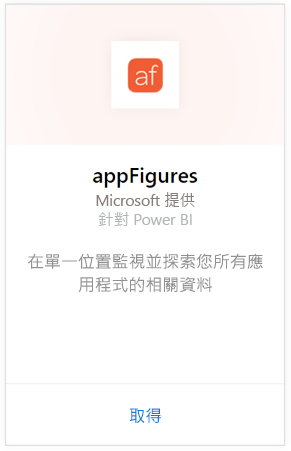 af
appFigures
Microsoft 提供
針對 Power BI
在單一位置監視並探索您所有應
用程式的相關資料
取得